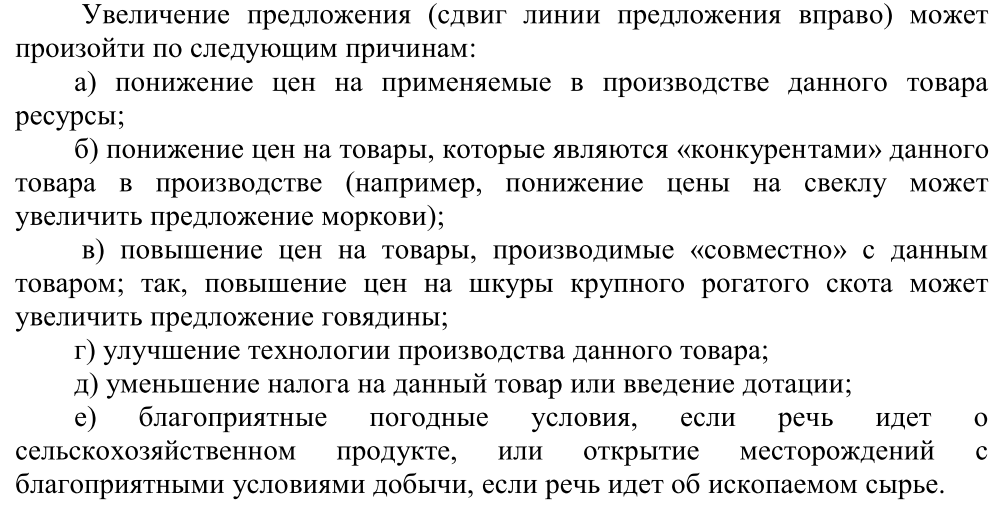 Увеличение предложения (сдвиг линии предложения вправо) может
произойти по следующим причинам:
а) понижение цен на применяемые в производстве данного товара
ресурсы;
б) понижение цен на товары, которые являются «конкурентами» данного
товара в производстве (например, понижение цены на свеклу может
увеличить предложение моркови);
в) повышение цен на товары, производимые «совместно» с данным
товаром; так, повышение цен на шкуры крупного рогатого скота может
увеличить предложение говядины;
г) улучшение технологии производства данного товара;
д) уменьшение налога на данный товар или введение дотации;
е) благоприятные погодные условия, если речь идет о
сельскохозяйственном продукте, или открытие месторождений с
благоприятными условиями добычи, если речь идет об ископаемом сырье.